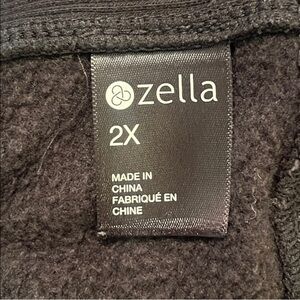 zella
2X
MADE IN
CHINA
FABRIQUÉ EN
CHINE